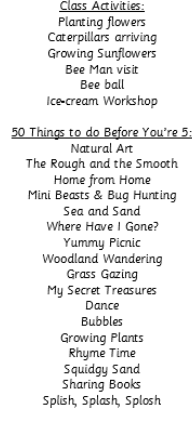 Class Activities:
Planting flowers
Caterpillars arriving
Growing Sunflowers
Bee Man visit
Bee ball
Ice-cream Workshop
50 Things to do Before You're 5:
Natural Art
The Rough and the Smooth
Home from Home
Mini Beasts & Bug Hunting
Sea and Sand
Where Have I Gone?
Yummy Picnic
Woodland Wandering
Grass Gazing
My Secret Treasures
Dance
Bubbles
Growing Plants
Rhyme Time
Squidgy Sand
Sharing Books
Splish, Splash, Splosh